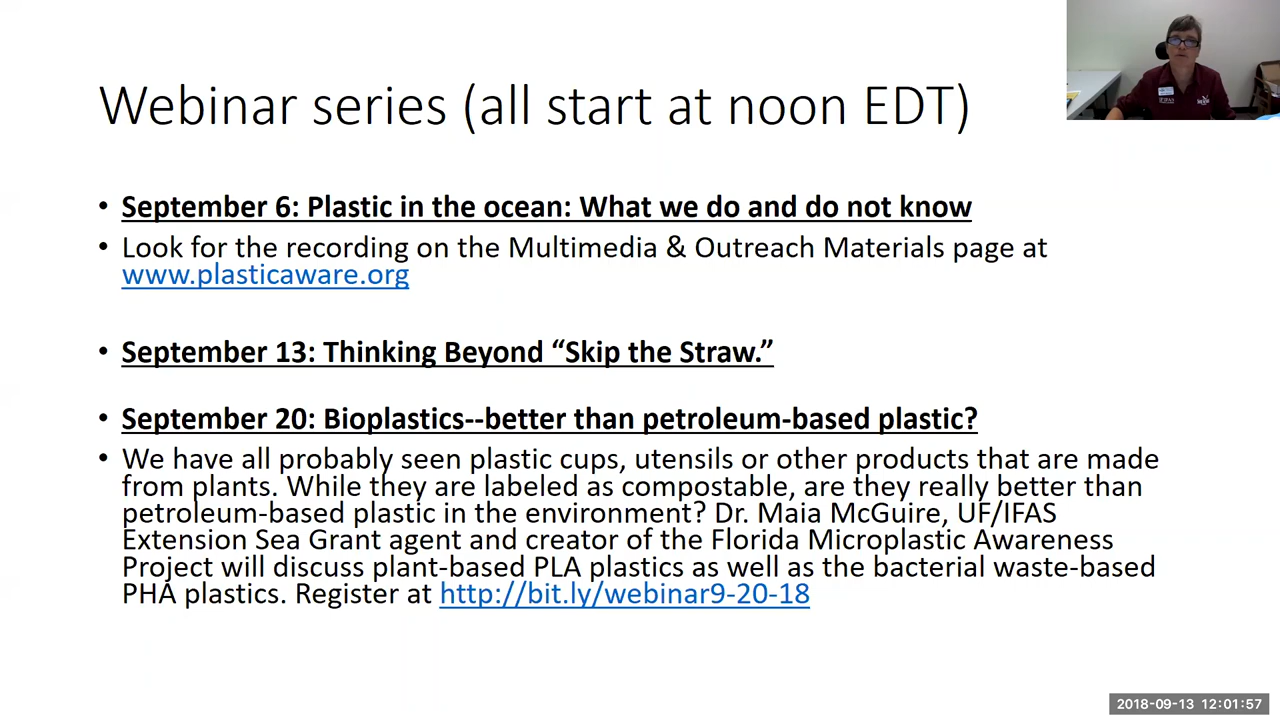 Webinar series (all start at noon EDT)
• September 6: Plastic in the ocean: What we do and do not know
• Look for the recording on the Multimedia & Outreach Materials page at
www.plasticaware.org
• September 13: Thinking Beyond “Skip the Straw.”
• September 20: Bioplastics--better than petroleum-based plastic?
• We have all probably seen plastic cups, utensils or other products that are made
from plants. While they are labeled as compostable, are they really better than
petroleum-based plastic in the environment? Dr. Maia McGuire, UF/IFAS
Extension Sea Grant agent and creator of the Florida Microplastic Awareness
Project will discuss plant-based PLA plastics as well as the bacterial waste-based
PHA plastics. Register at http://bit.ly/webinar9-20-18
2018-09-13 12:01:57